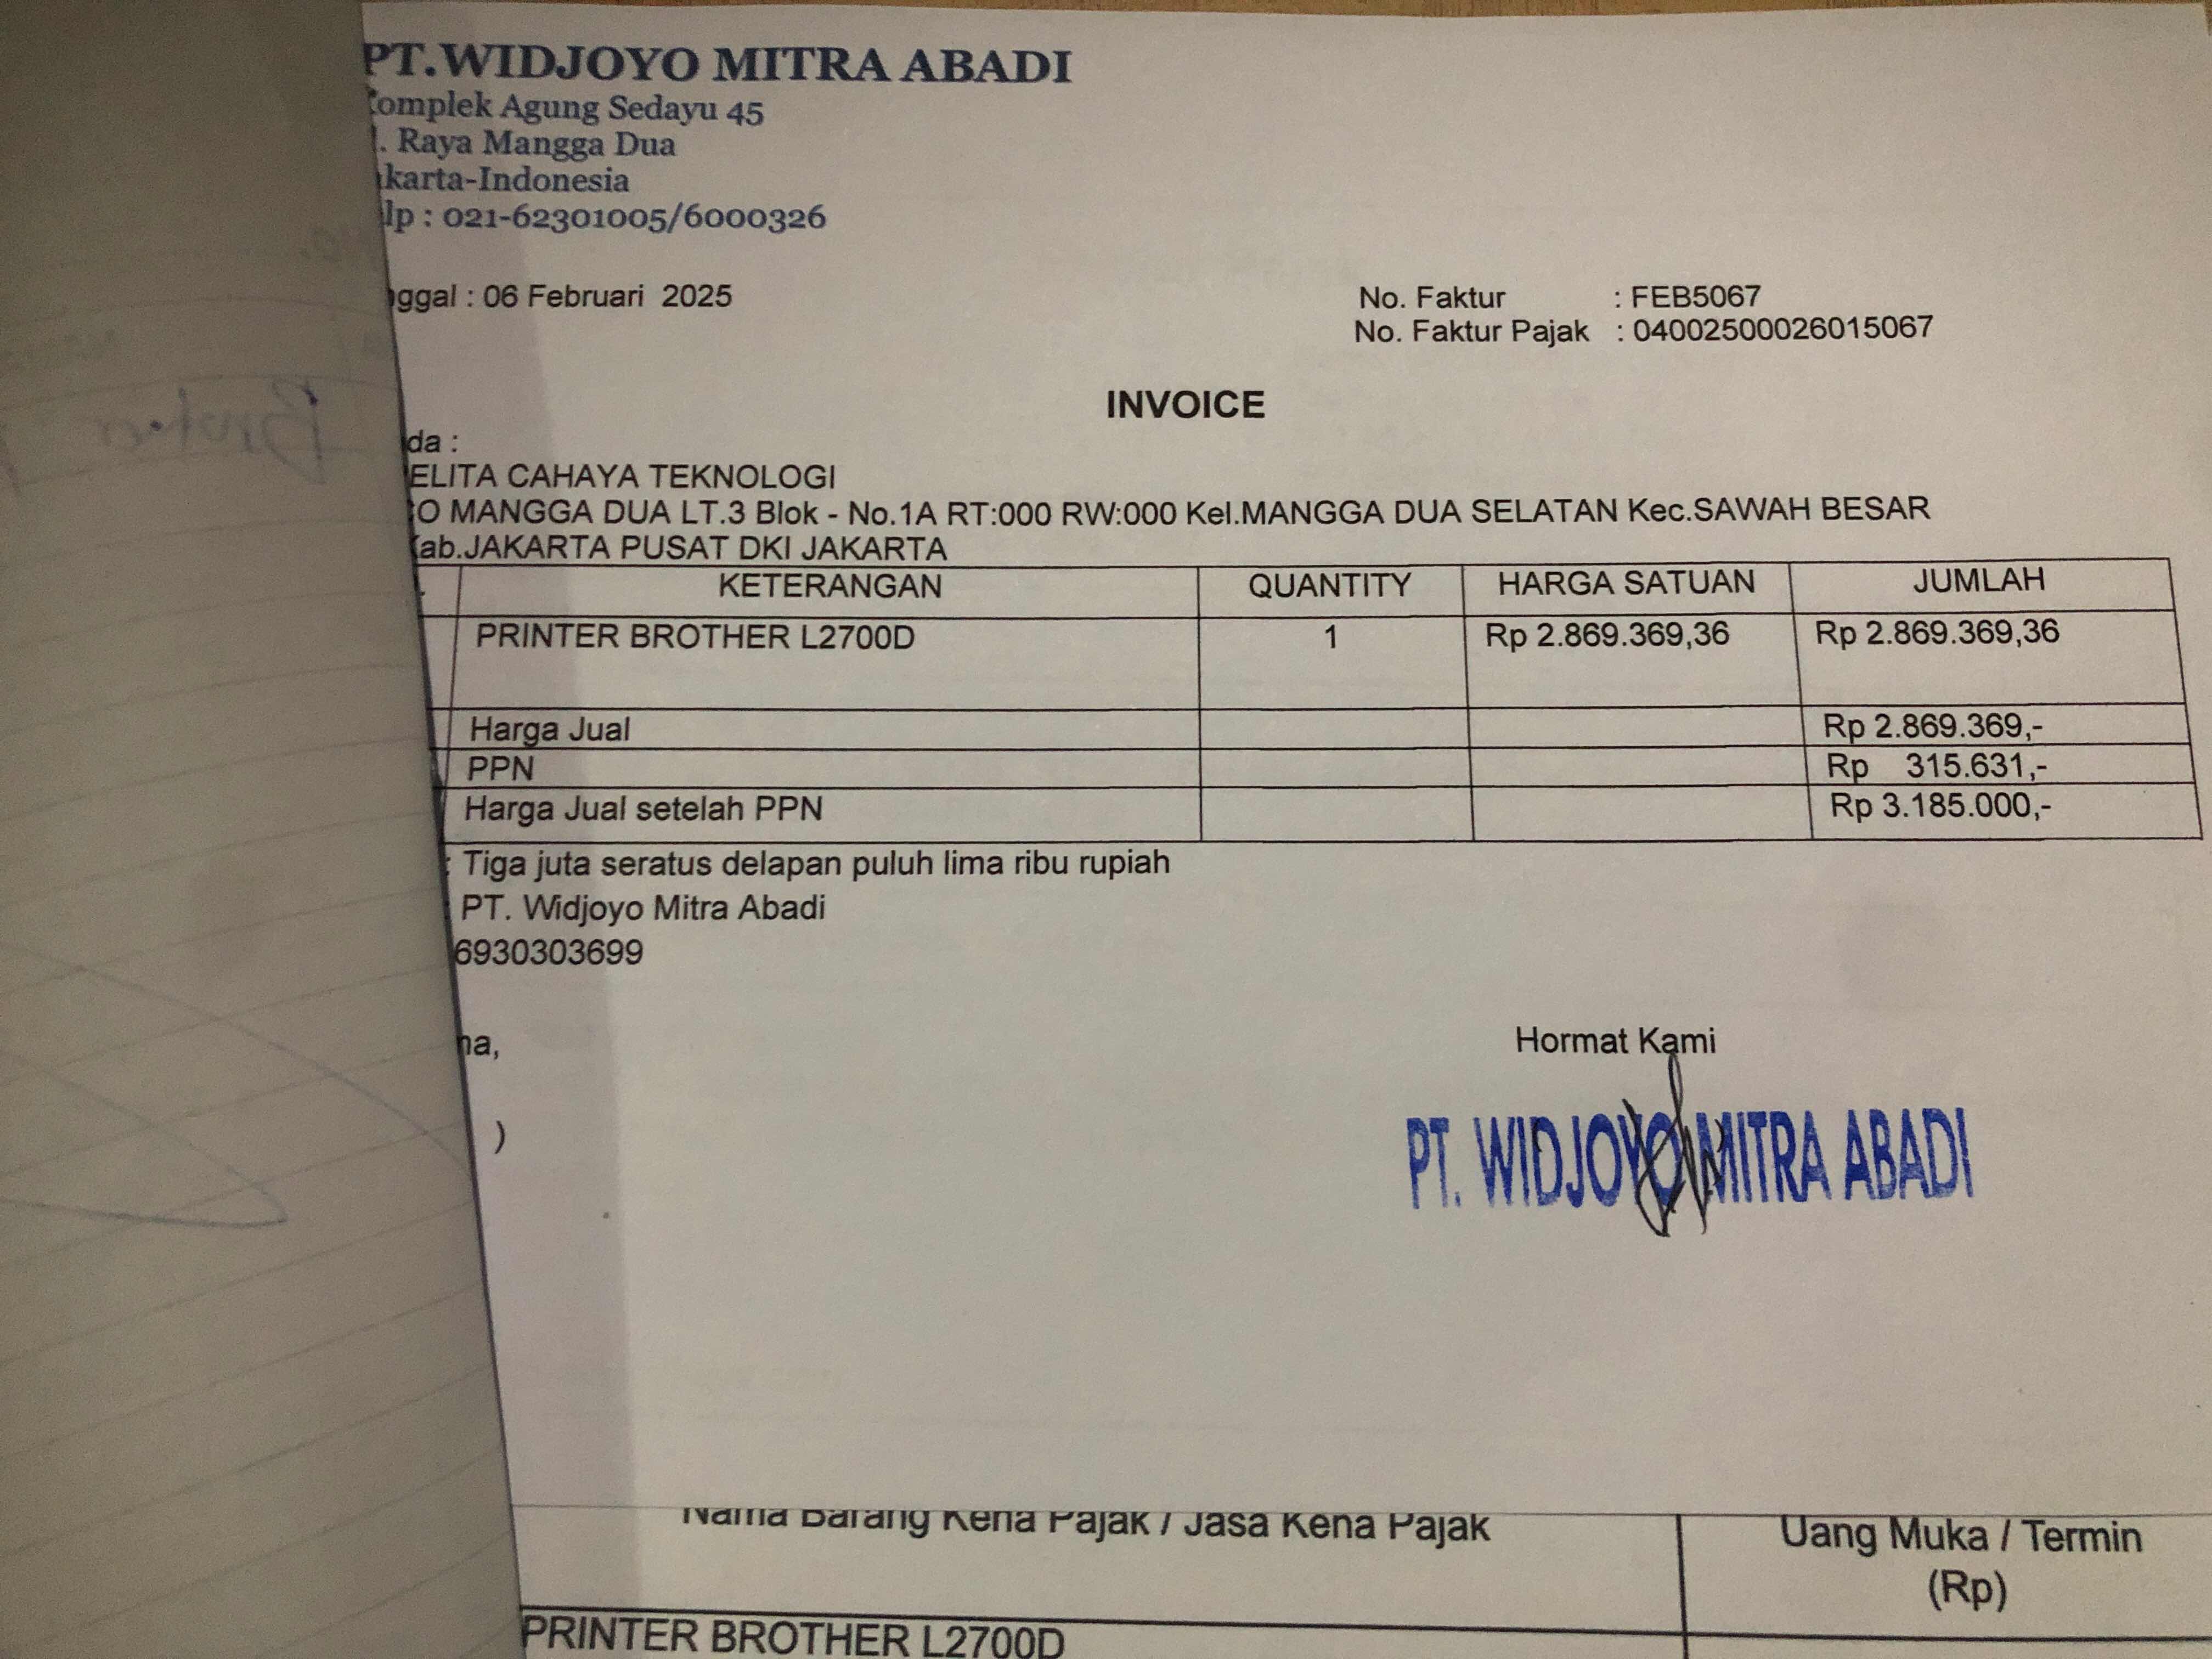 PT.WIDJOYO MITRA ABADI
Komplek Agung Sedayu 45
. Raya Mangga Dua
akarta-Indonesia
lp : 021-62301005/6000326
nggal : 06 Februari 2025
No. Faktur : FEB5067
No. Faktur Pajak : 04002500026015067
INVOICE
da :
ELITA CAHAYA TEKNOLOGI
O MANGGA DUA LT.3 Blok - No.1A RT:000 RW:000 Kel.MANGGA DUA SELATAN Kec.SAWAH BESAR
Kab.JAKARTA PUSAT DKI JAKARTA
KETERANGAN QUANTITY HARGA SATUAN JUMLAH
PRINTER BROTHER L2700D 1 Rp 2.869.369,36 Rp 2.869.369,36
Harga Jual Rp 2.869.369,-
PPN Rp 315.631,-
Harga Jual setelah PPN Rp 3.185.000,-
: Tiga juta seratus delapan puluh lima ribu rupiah
PT. Widjoyo Mitra Abadi
6930303699
na,
Hormat Kami
)
PT. WIDJOYO MITRA ABADI
Nama Barang Kena Pajak / Jasa Kena Pajak
Uang Muka / Termin
(Rp)
PRINTER BROTHER L2700D